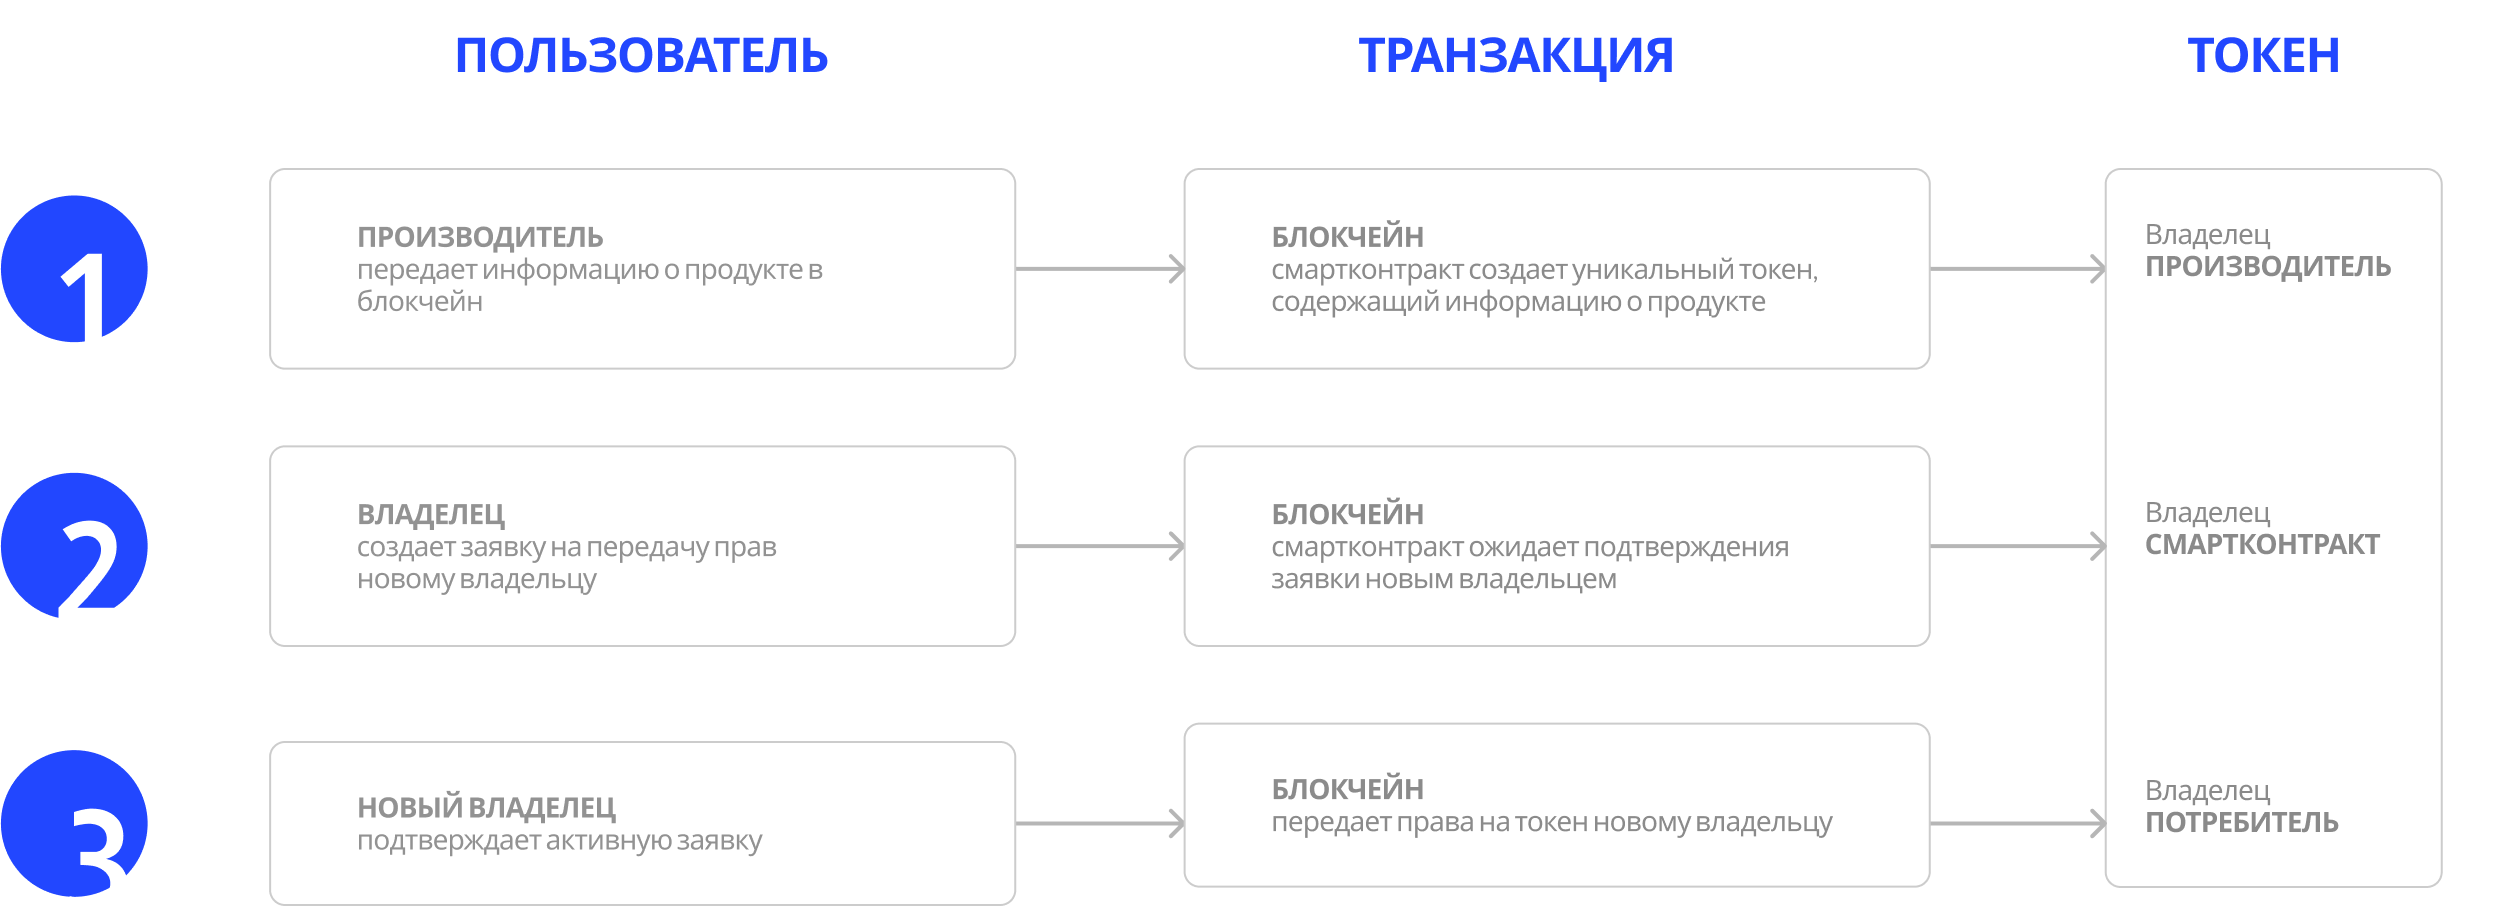 ПОЛЬЗОВАТЕЛЬ
ТРАНЗАКЦИЯ
ТОКЕН
1
ПРОИЗВОДИТЕЛЬ
передает информацию о продукте в
блокчейн
БЛОКЧЕЙН
смартконтракт создает уникальный токен,
содержащий информацию о продукте
Владелец
ПРОИЗВОДИТЕЛЬ
2
ВЛАДЕЛЕЦ
создает заявку на передачу права
новому владельцу
БЛОКЧЕЙН
смартконтракт ожидает подтверждения
заявки новым владельцем
Владелец
СМАРТКОНТРАКТ
3
НОВЫЙ ВЛАДЕЛЕЦ
подтверждает активную заявку
БЛОКЧЕЙН
передает права на токен новому владельцу
Владелец
ПОТРЕБИТЕЛЬ